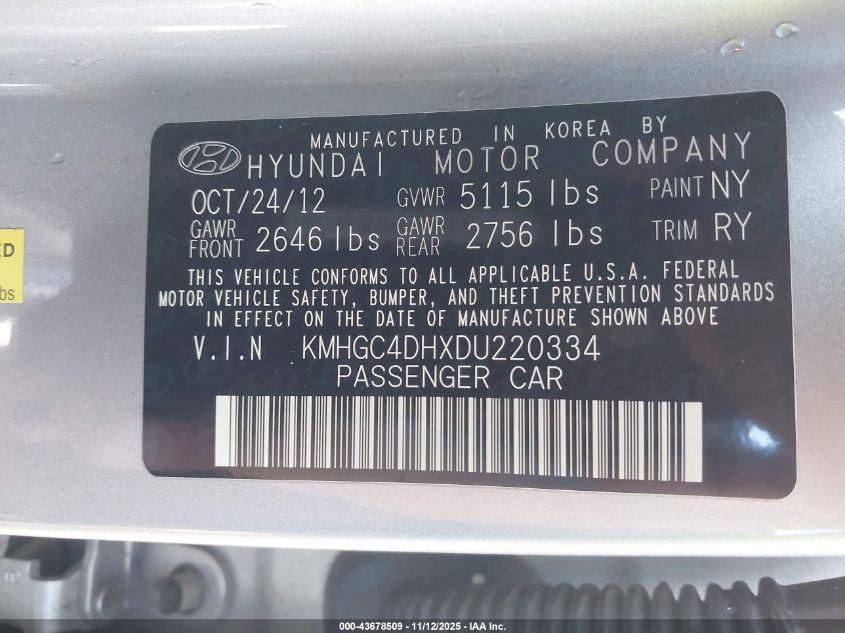 MANUFACTURED IN KOREA BY
HYUNDAI MOTOR COMPANY
OCT/24/12 GVWR 5115 lbs PAINT NY
GAWR FRONT 2646 lbs GAWR REAR 2756 lbs TRIM RY
THIS VEHICLE CONFORMS TO ALL APPLICABLE U.S.A. FEDERAL
MOTOR VEHICLE SAFETY, BUMPER, AND THEFT PREVENTION STANDARDS
IN EFFECT ON THE DATE OF MANUFACTURE SHOWN ABOVE
V.I.N KMHGC4DHXDU220334
PASSENGER CAR
ED
bs
000-43678509 - 11/12/2025 - IAA Inc.